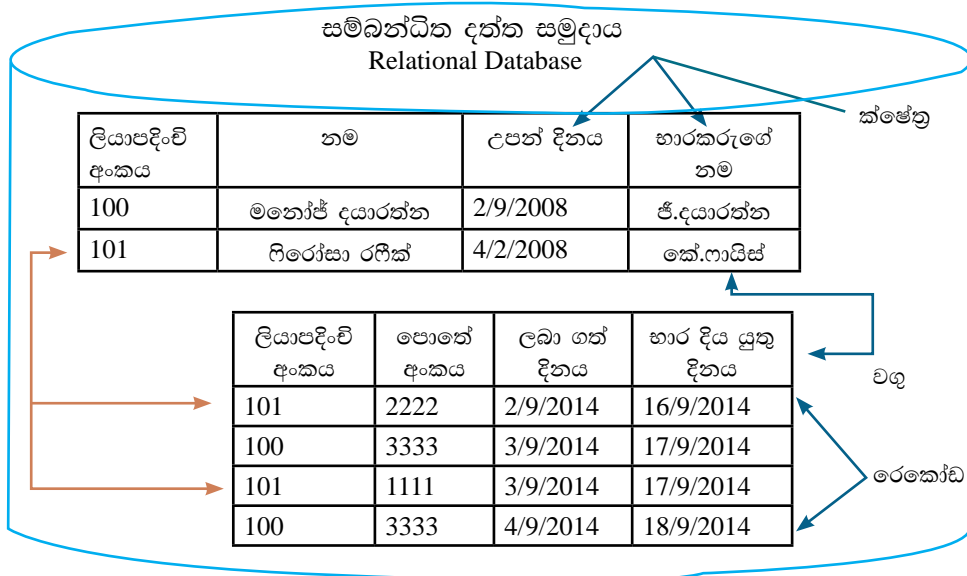 සම්බන්ධිත දත්ත සමුදාය
Relational Database
ක්ෂේත්‍ර
ලියාපදිංචි අංකය නම උපන් දිනය භාරකරුගේ නම
100 මනෝජ් දයාරත්න 2/9/2008 ජී.දයාරත්න
101 ෆිරෝසා රෆීක් 4/2/2008 කේ.ෆායිස්
ලියාපදිංචි අංකය පොතේ අංකය ලබා ගත් දිනය භාර දිය යුතු දිනය
වගු
101 2222 2/9/2014 16/9/2014
100 3333 3/9/2014 17/9/2014
101 1111 3/9/2014 17/9/2014
රෙකෝඩ
100 3333 4/9/2014 18/9/2014